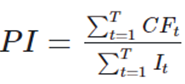 $PI = \frac{\sum_{t=1}^{T} CF_t}{\sum_{t=1}^{T} I_t}$